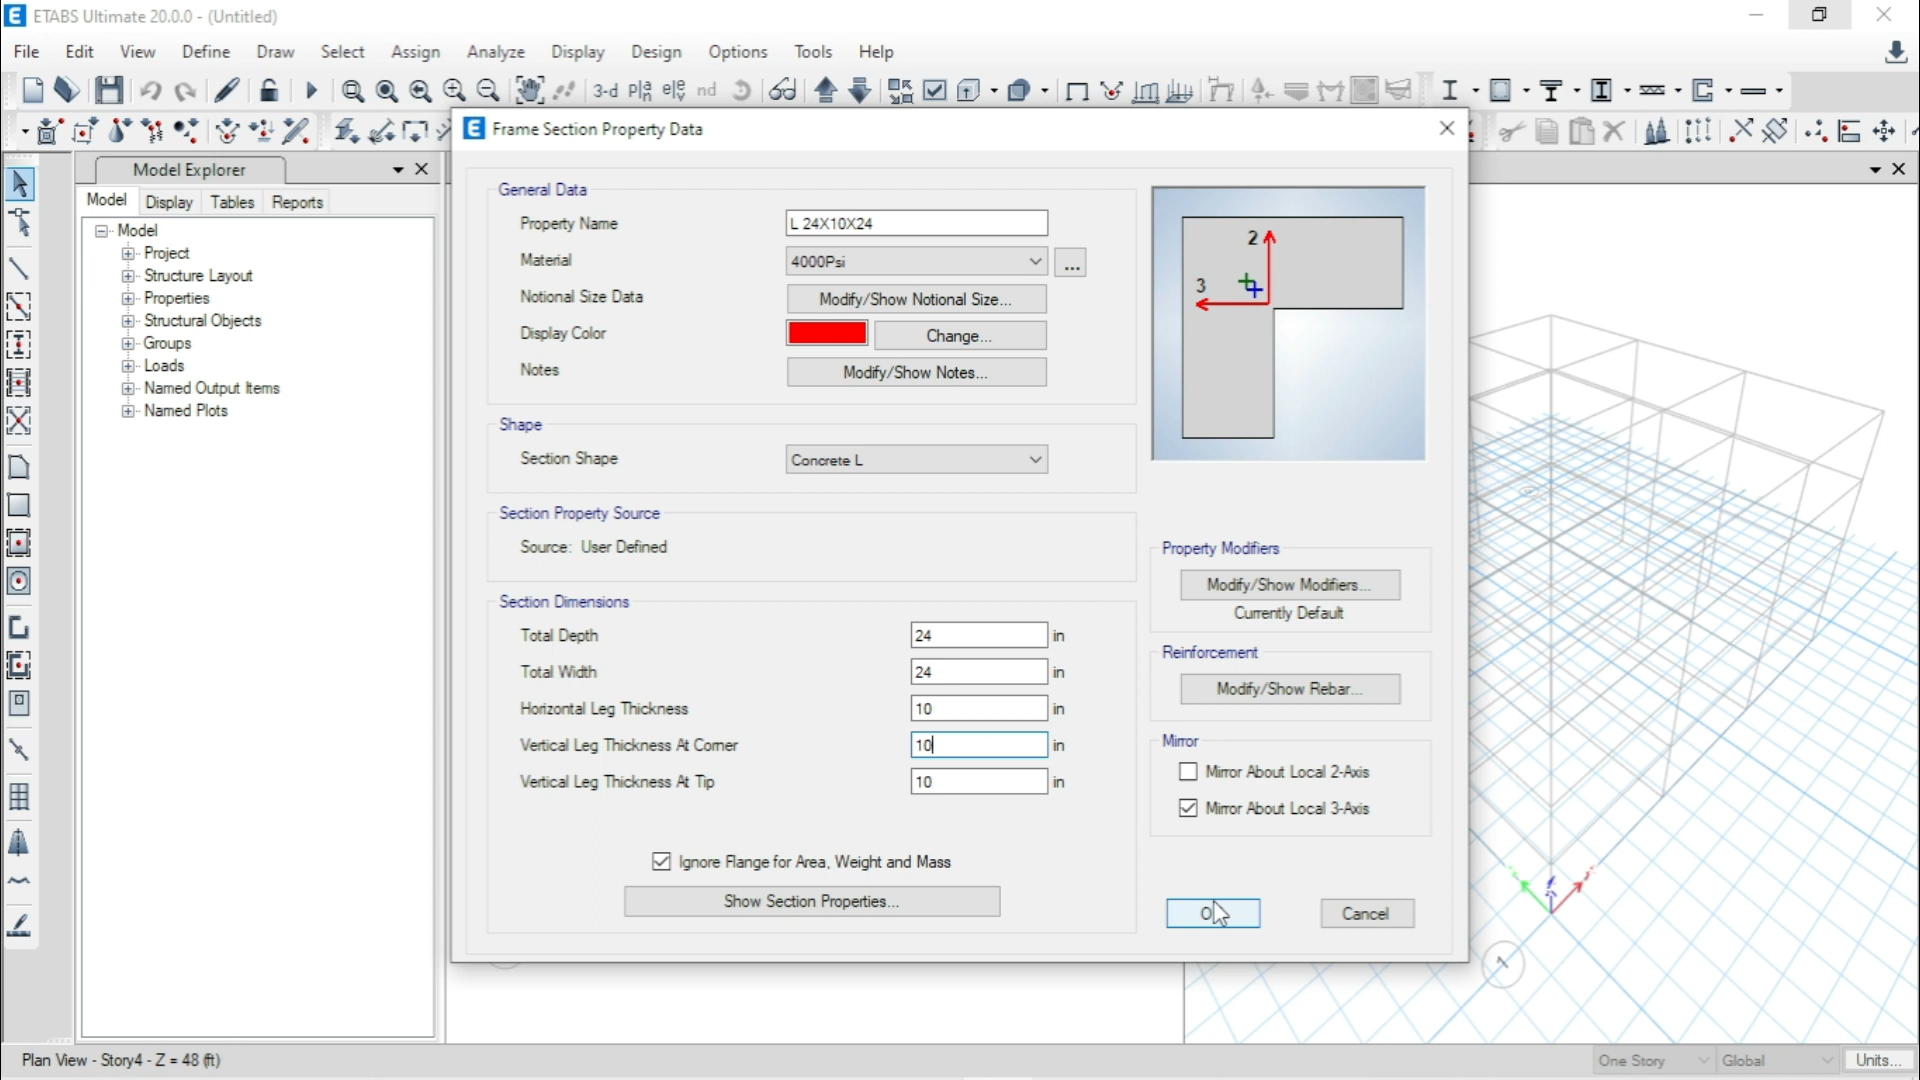 ETABS Ultimate 20.0.0 - (Untitled)
File Edit View Define Draw Select Assign Analyze Display Design Options Tools Help
3-d pla ele nd
Frame Section Property Data
Model Explorer
Model Display Tables Reports
Model
Project
Structure Layout
Properties
Structural Objects
Groups
Loads
Named Output Items
Named Plots
General Data
Property Name L 24X10X24
Material 4000Psi ...
Notional Size Data Modify/Show Notional Size...
Display Color Change...
Notes Modify/Show Notes...
2
3
Shape
Section Shape Concrete L
Section Property Source
Source: User Defined
Section Dimensions
Total Depth 24 in
Total Width 24 in
Horizontal Leg Thickness 10 in
Vertical Leg Thickness At Corner 10 in
Vertical Leg Thickness At Tip 10 in
Ignore Flange for Area, Weight and Mass
Show Section Properties...
Property Modifiers
Modify/Show Modifiers...
Currently Default
Reinforcement
Modify/Show Rebar...
Mirror
Mirror About Local 2-Axis
Mirror About Local 3-Axis
Cancel
Plan View - Story4 - Z = 48 (ft)
One Story Global Units...